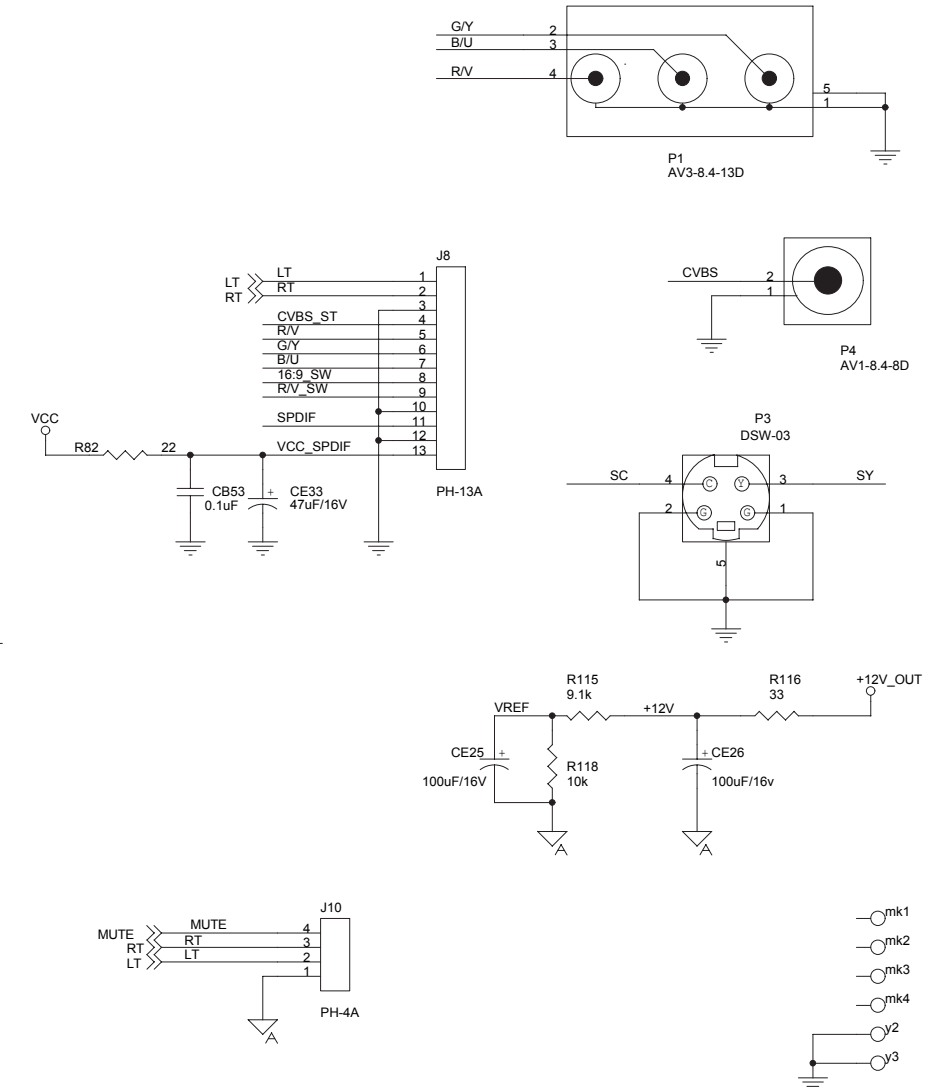 G/Y 2
B/U 3
R/V 4
5
1
P1
AV3-8.4-13D
J8
LT LT 1
RT RT 2
3
CVBS_ST 4
R/V 5
G/Y 6
B/U 7
16:9_SW 8
R/V_SW 9
10
SPDIF 11
12
VCC_SPDIF 13
PH-13A
VCC
R82 22
CB53
0.1uF
+
CE33
47uF/16V
CVBS 2
1
P4
AV1-8.4-8D
P3
DSW-03
SC 4 C Y 3 SY
2 G G 1
5
R115
9.1k
R116
33
+12V_OUT
VREF
+12V
CE25 +
100uF/16V
R118
10k
+ CE26
100uF/16v
A
A
J10
MUTE MUTE 4
RT RT 3
LT LT 2
1
PH-4A
A
mk1
mk2
mk3
mk4
y2
y3